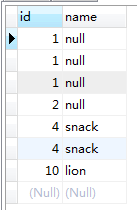 id name
1 null
1 null
1 null
2 null
4 snack
4 snack
10 lion
(Null) (Null)